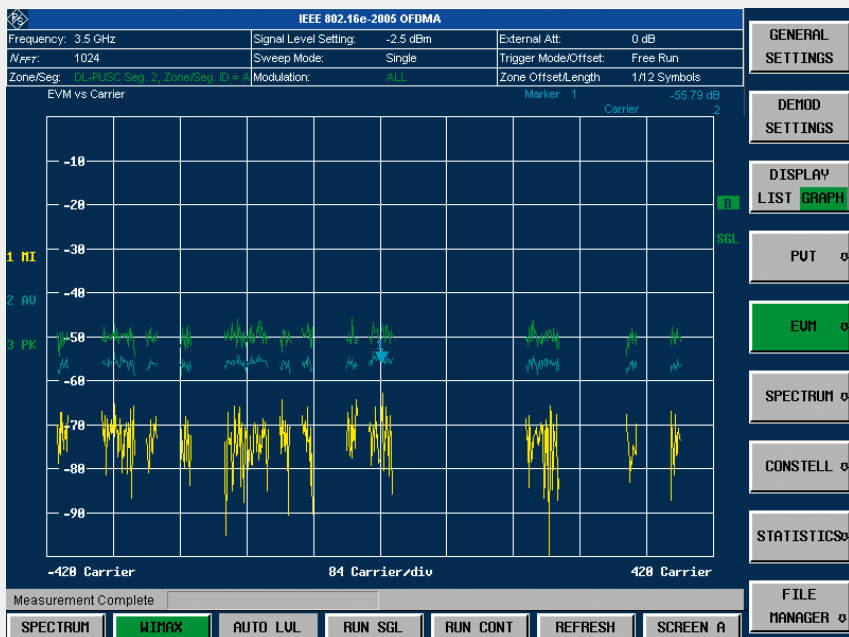 IEEE 802.16e-2005 OFDMA
Frequency: 3.5 GHz Signal Level Setting: -2.5 dBm External Att: 0 dB
NFFT: 1024 Sweep Mode: Single Trigger Mode/Offset: Free Run
Zone/Seg: DL-PUSC Seg. 2, Zone/Seg. ID = A Modulation: ALL Zone Offset/Length 1/12 Symbols
EVM vs Carrier Marker 1 -55.79 dB
Carrier 2
-10
-20
B
SGL
-30
1 MI
-40
2 AV
-50
3 PK
-60
-70
-80
-90
-420 Carrier 84 Carrier/div 420 Carrier
Measurement Complete
SPECTRUM WIMAX AUTO LVL RUN SGL RUN CONT REFRESH SCREEN A
GENERAL
SETTINGS
DEMOD
SETTINGS
DISPLAY
LIST GRAPH
PVT
EVM
SPECTRUM
CONSTELL
STATISTICS
FILE
MANAGER